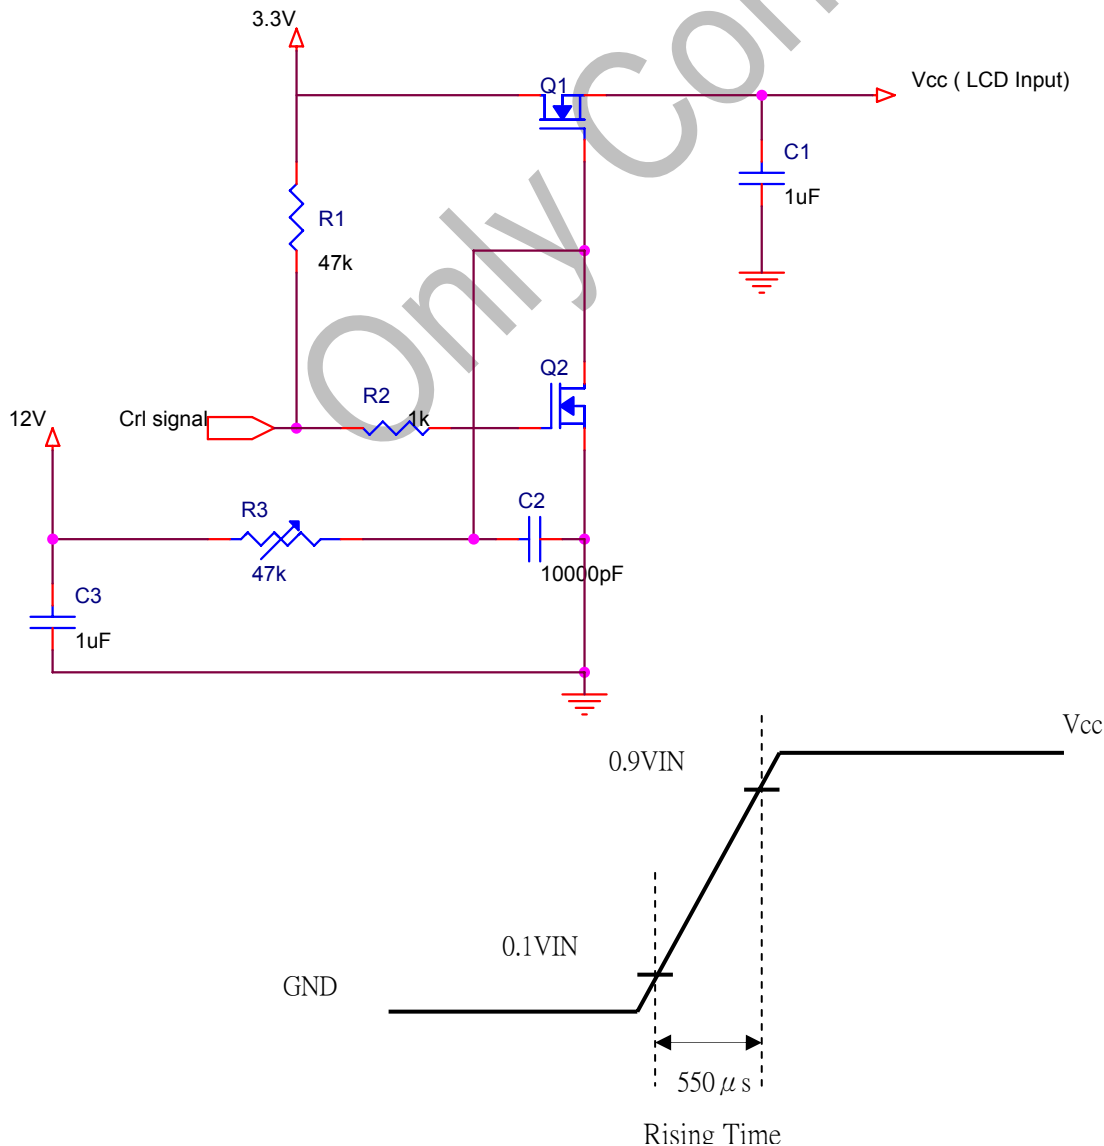 3.3V
Q1
Vcc ( LCD Input)
C1
1uF
R1
47k
Q2
R2
1k
12V
Crl signal
R3
47k
C2
10000pF
C3
1uF
Only Con
Vcc
0.9VIN
0.1VIN
GND
550 μ s
Rising Time